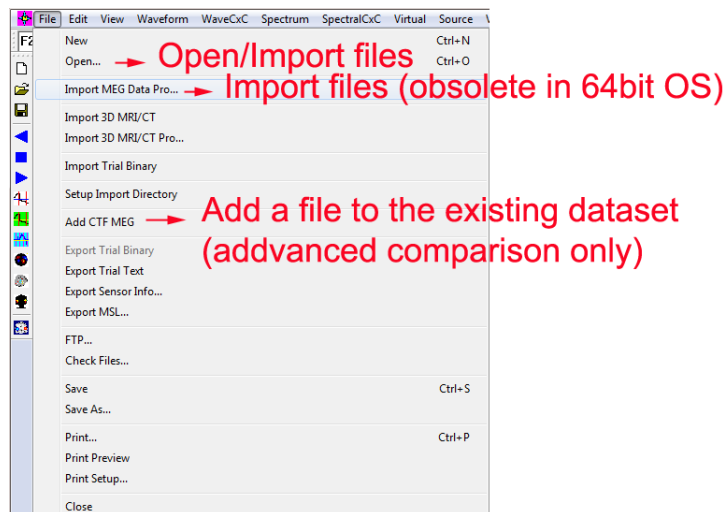 File Edit View Waveform WaveCxC Spectrum SpectralCxC Virtual Source
F2
New Ctrl+N
Open... Open/Import files Ctrl+O
Import MEG Data Pro... Import files (obsolete in 64bit OS)
Import 3D MRI/CT
Import 3D MRI/CT Pro...
Import Trial Binary
Setup Import Directory
Add CTF MEG Add a file to the existing dataset
(addvanced comparison only)
Export Trial Binary
Export Trial Text
Export Sensor Info...
Export MSL...
FTP...
Check Files...
Save Ctrl+S
Save As...
Print... Ctrl+P
Print Preview
Print Setup...
Close